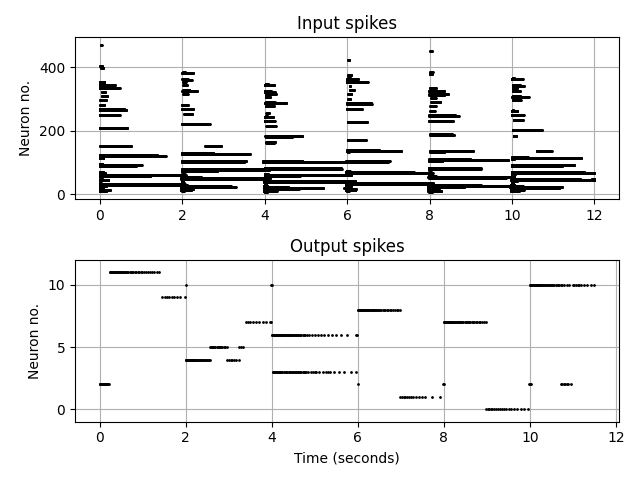 Input spikes
Neuron no.
400
200
0
0 2 4 6 8 10 12
Output spikes
Neuron no.
10
5
0
0 2 4 6 8 10 12
Time (seconds)